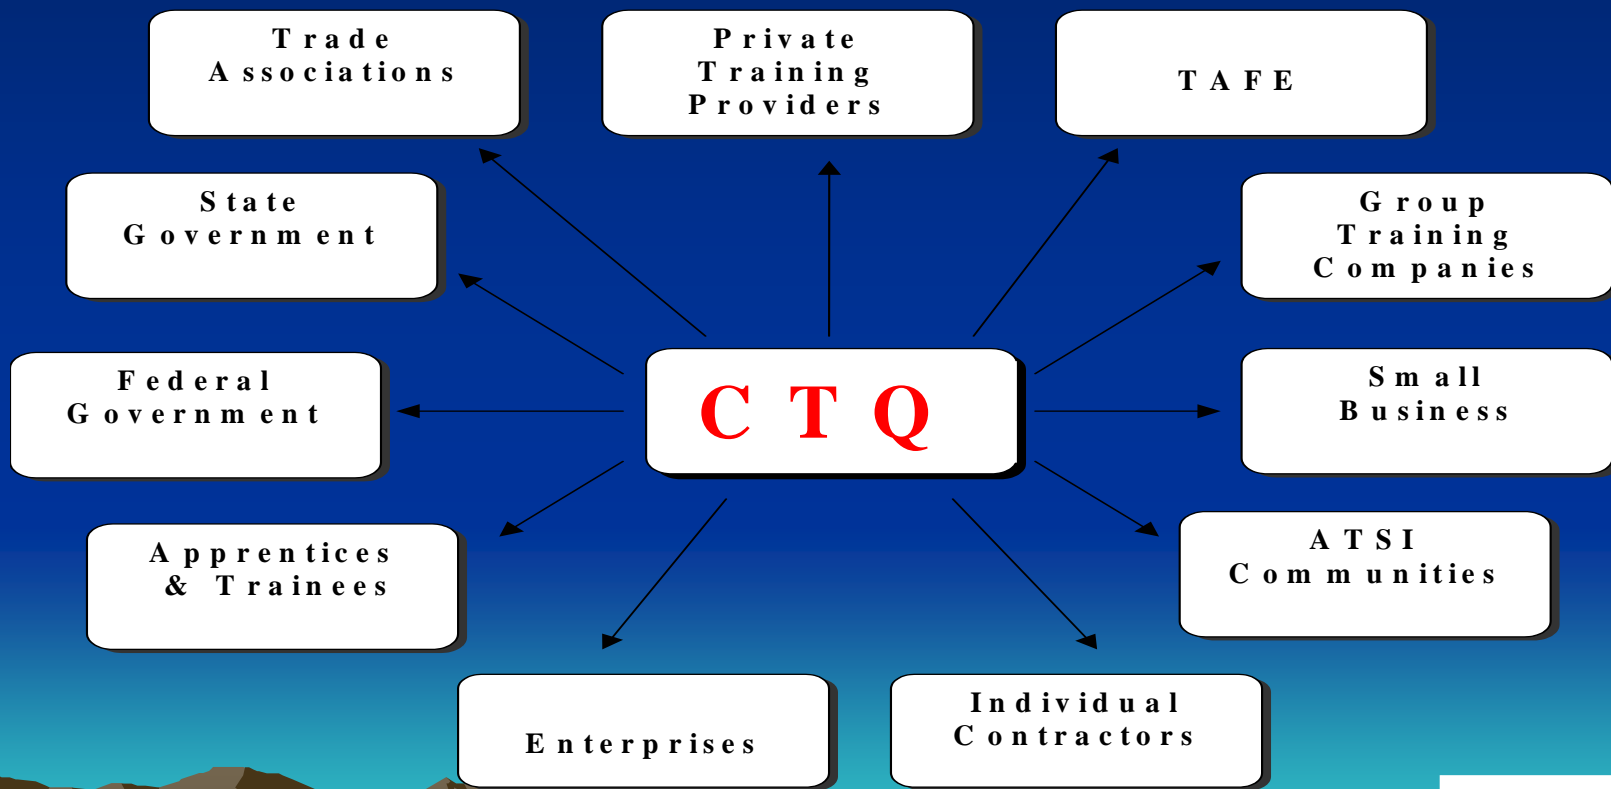 Trade
Associations
Private
Training
Providers
TAFE
State
Government
Group
Training
Companies
Federal
Government
CTQ
Small
Business
Apprentices
& Trainees
ATSI
Communities
Enterprises
Individual
Contractors